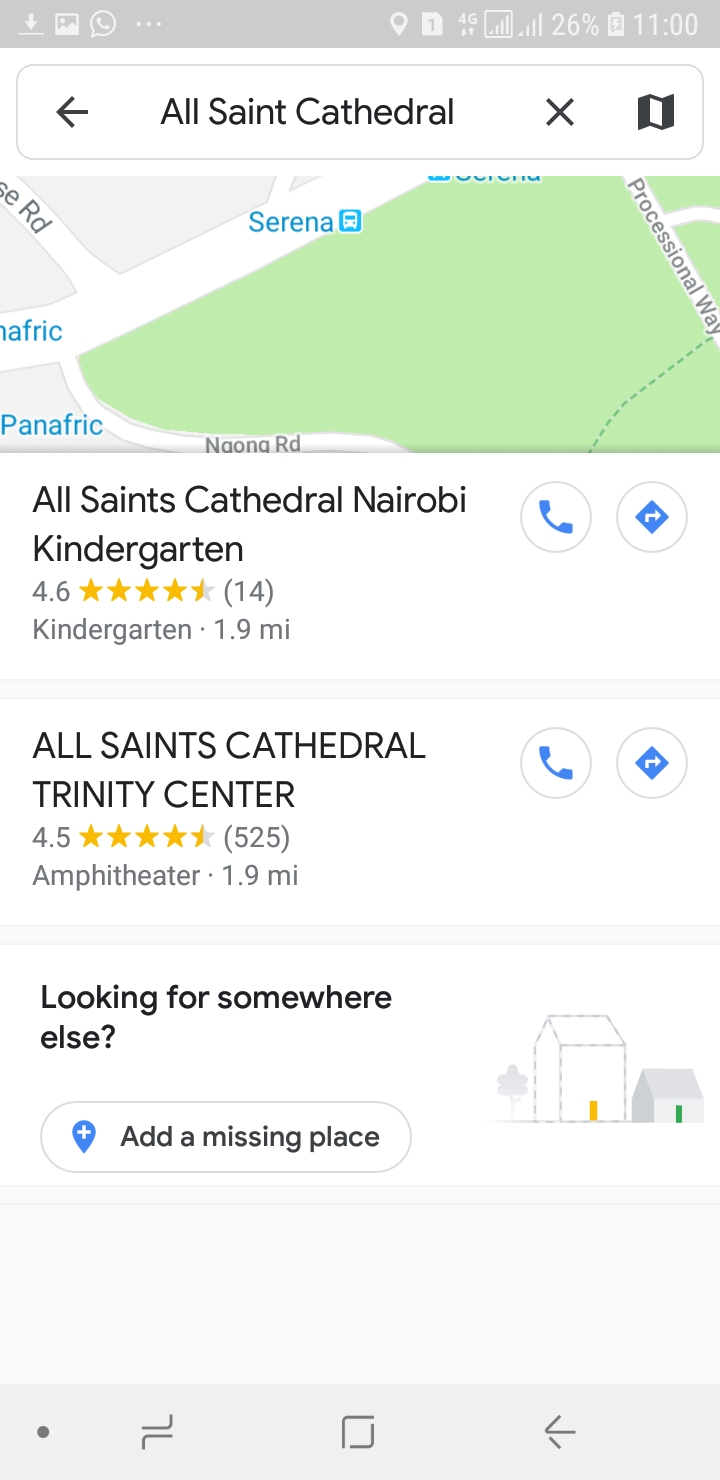 1 4G 26% 11:00
All Saint Cathedral
Serena
se Rd
Serena
Processional Way
nafric
Panafric
Ngong Rd
All Saints Cathedral Nairobi
Kindergarten
4.6 (14)
Kindergarten · 1.9 mi
ALL SAINTS CATHEDRAL
TRINITY CENTER
4.5 (525)
Amphitheater · 1.9 mi
Looking for somewhere
else?
Add a missing place